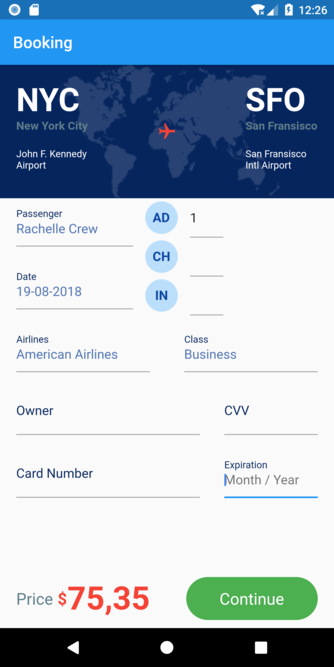 12:26
Booking
NYC
New York City
John F. Kennedy
Airport
SFO
San Fransisco
San Fransisco
Intl Airport
Passenger
Rachelle Crew
AD
1
CH
Date
19-08-2018
IN
Airlines
American Airlines
Class
Business
Owner
CVV
Card Number
Expiration
Month / Year
Price $75,35
Continue